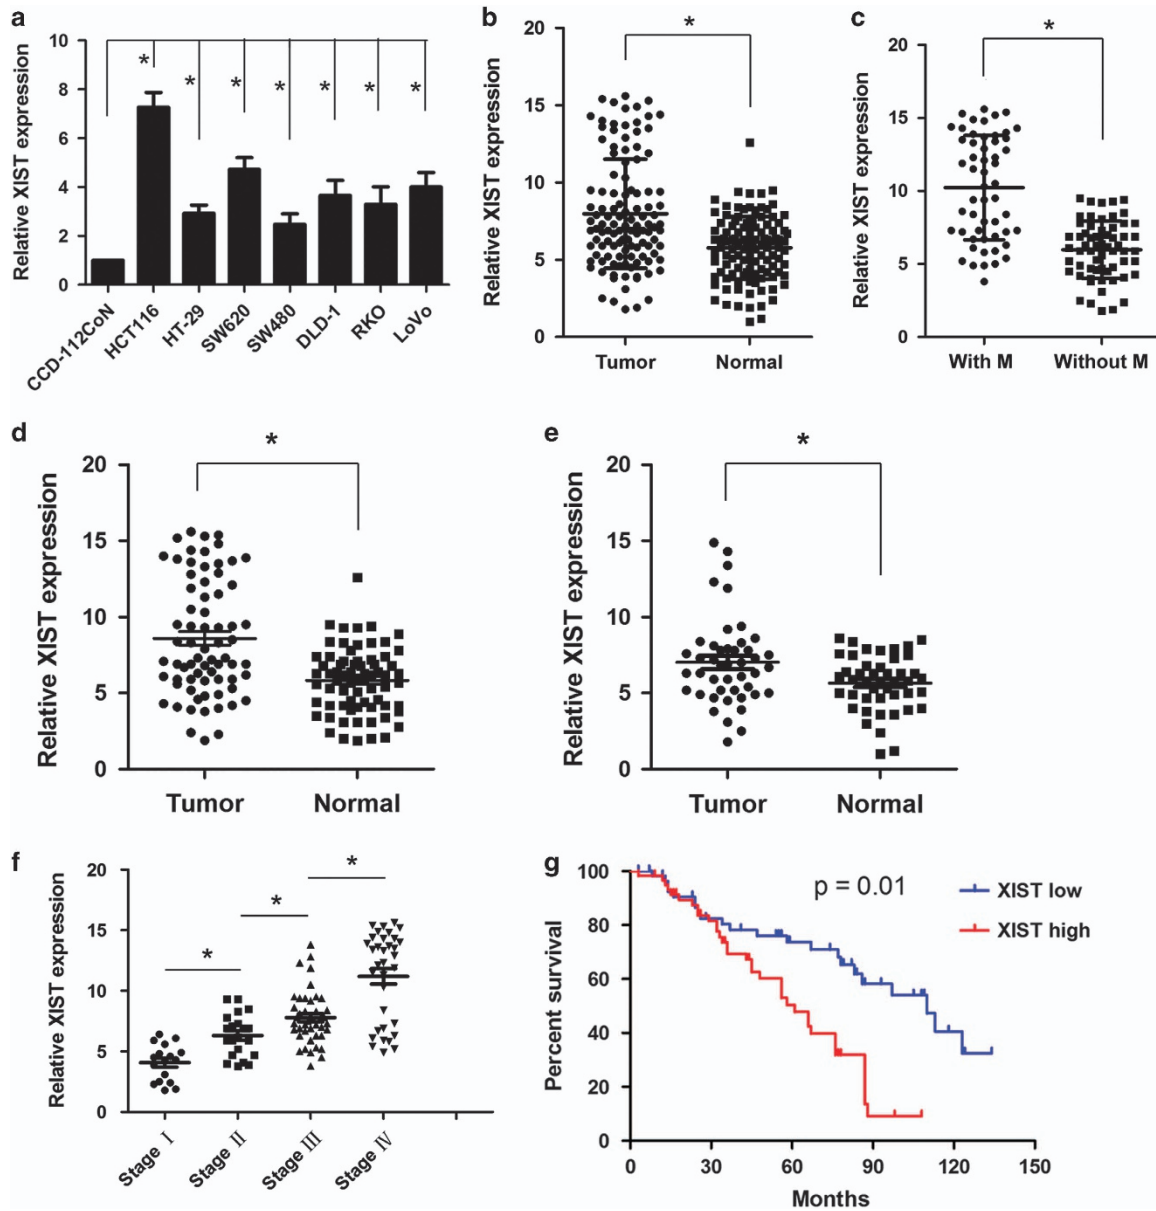 a
Relative XIST expression
10
8
6
4
2
0
* * * * * * *
CCD-112CoN HCT116 HT-29 SW620 SW480 DLD-1 RKO LoVo
b
Relative XIST expression
20
15
10
5
0
*
Tumor Normal
c
Relative XIST expression
20
15
10
5
0
*
With M Without M
d
Relative XIST expression
20
15
10
5
0
*
Tumor Normal
e
Relative XIST expression
20
15
10
5
0
*
Tumor Normal
f
Relative XIST expression
20
15
10
5
0
* * *
Stage I Stage II Stage III Stage IV
g
Percent survival
100
80
60
40
20
0
p = 0.01
XIST low
XIST high
0 30 60 90 120 150
Months